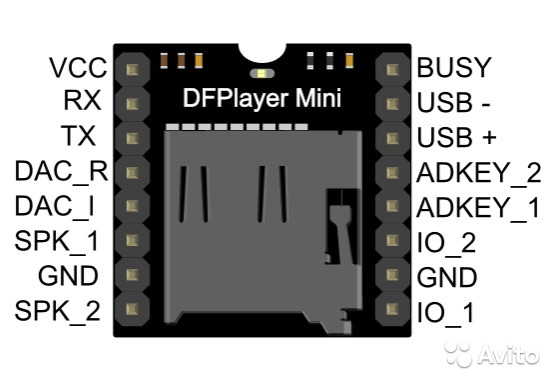 DFPlayer Mini
VCC
RX
TX
DAC_R
DAC_I
SPK_1
GND
SPK_2
BUSY
USB -
USB +
ADKEY_2
ADKEY_1
IO_2
GND
IO_1
Avito